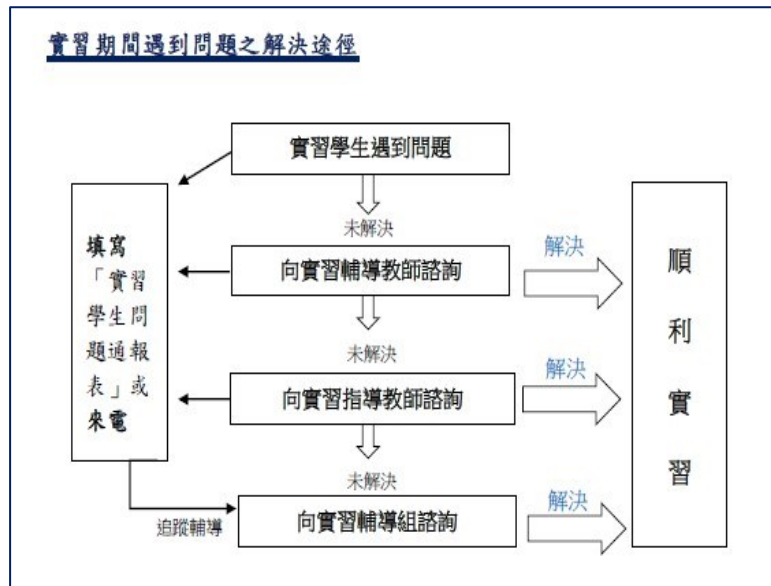 實習期間遇到問題之解決途徑
實習學生遇到問題
未解決
向實習輔導教師諮詢
解決
未解決
向實習指導教師諮詢
解決
未解決
向實習輔導組諮詢
解決
填寫
「實習
學生問
題通報
表」或
來電
追蹤輔導
順
利
實
習